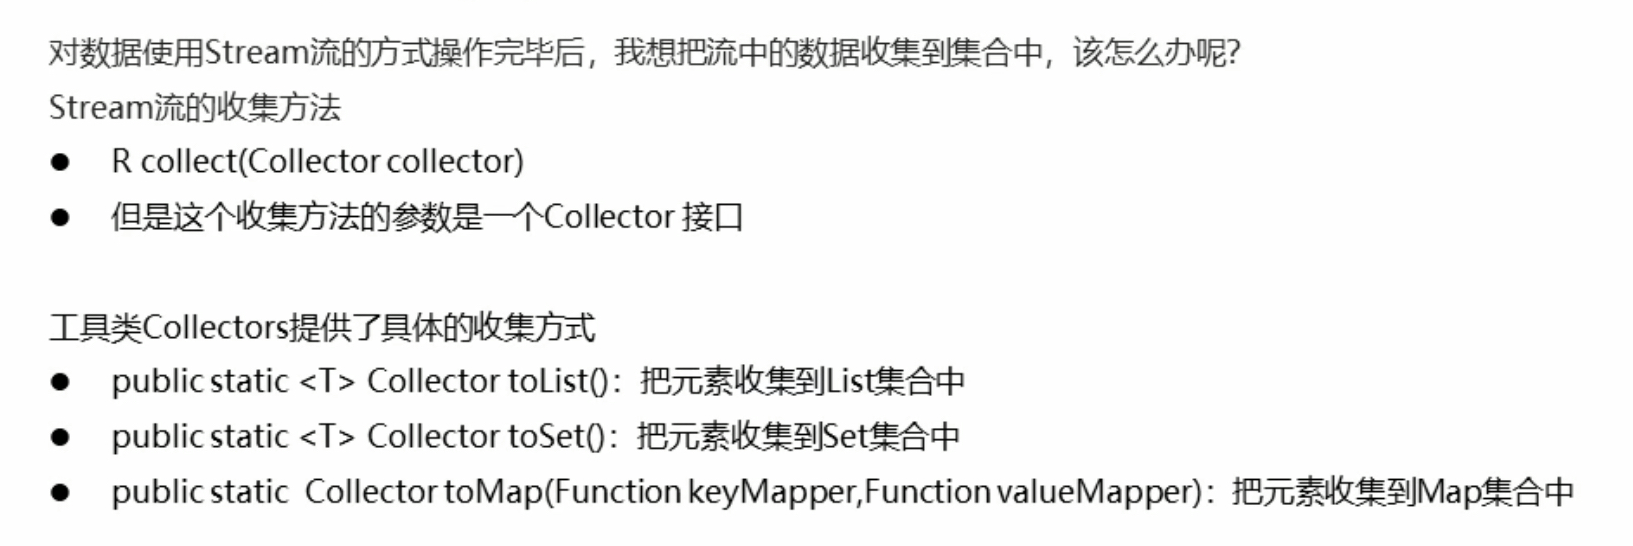 对数据使用Stream流的方式操作完毕后，我想把流中的数据收集到集合中，该怎么办呢?
Stream流的收集方法
● R collect(Collector collector)
● 但是这个收集方法的参数是一个Collector 接口
工具类Collectors提供了具体的收集方式
● public static <T> Collector toList()：把元素收集到List集合中
● public static <T> Collector toSet()：把元素收集到Set集合中
● public static Collector toMap(Function keyMapper,Function valueMapper)：把元素收集到Map集合中